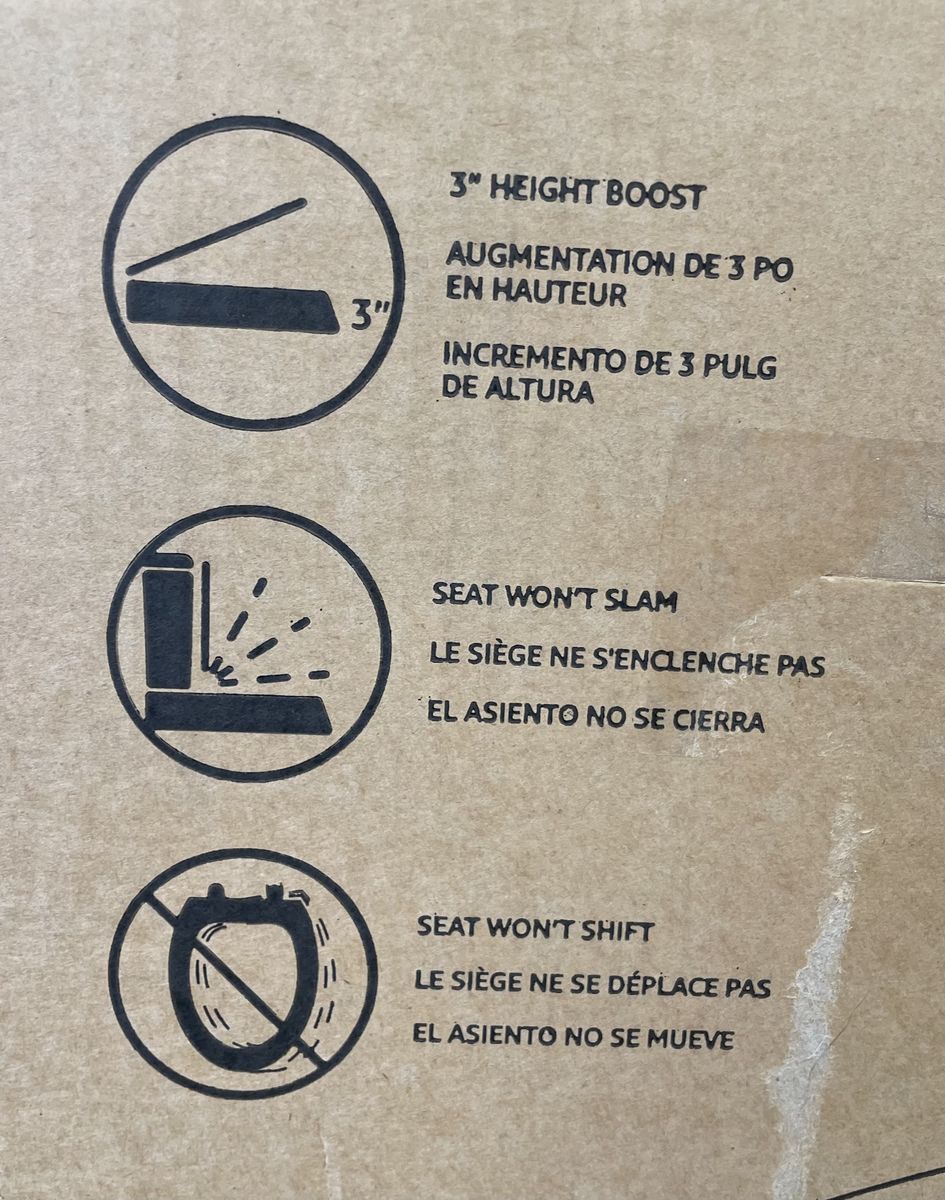 3" HEIGHT BOOST
AUGMENTATION DE 3 PO
EN HAUTEUR
3"
INCREMENTO DE 3 PULG
DE ALTURA
SEAT WON'T SLAM
LE SIÈGE NE S'ENCLENCHE PAS
EL ASIENTO NO SE CIERRA
SEAT WON'T SHIFT
LE SIÈGE NE SE DÉPLACE PAS
EL ASIENTO NO SE MUEVE